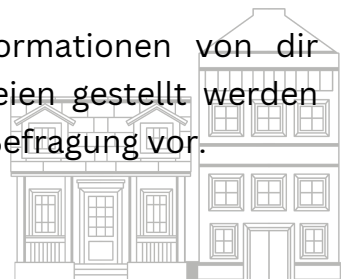 ormationen von dir
eien gestellt werden
efragung vor.